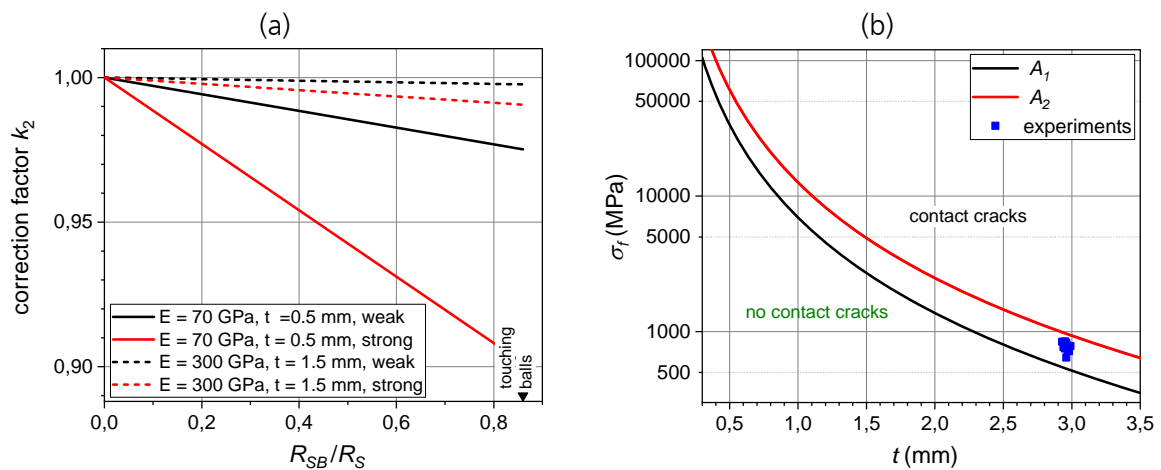 (a)
1,00
0,95
0,90
correction factor k2
E = 70 GPa, t =0.5 mm, weak
E = 70 GPa, t = 0.5 mm, strong
E = 300 GPa, t = 1.5 mm, weak
E = 300 GPa, t = 1.5 mm, strong
touching
balls
0,0 0,2 0,4 0,6 0,8
RSB/RS
(b)
100000
50000
10000
5000
1000
500
σf (MPa)
A1
A2
experiments
contact cracks
no contact cracks
0,5 1,0 1,5 2,0 2,5 3,0 3,5
t (mm)